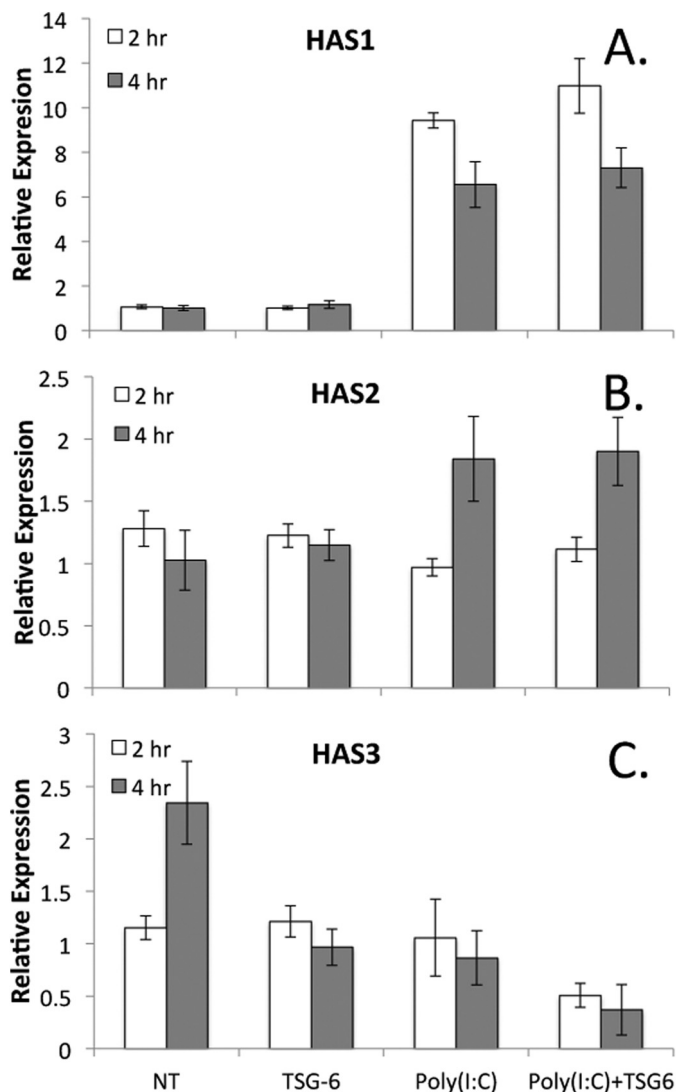 HAS1
A.
2 hr
4 hr
Relative Expresion
14
12
10
8
6
4
2
0
HAS2
B.
2 hr
4 hr
Relative Expression
2.5
2
1.5
1
0.5
0
HAS3
C.
2 hr
4 hr
Relative Expression
3
2.5
2
1.5
1
0.5
0
NT TSG-6 Poly(I:C) Poly(I:C)+TSG6